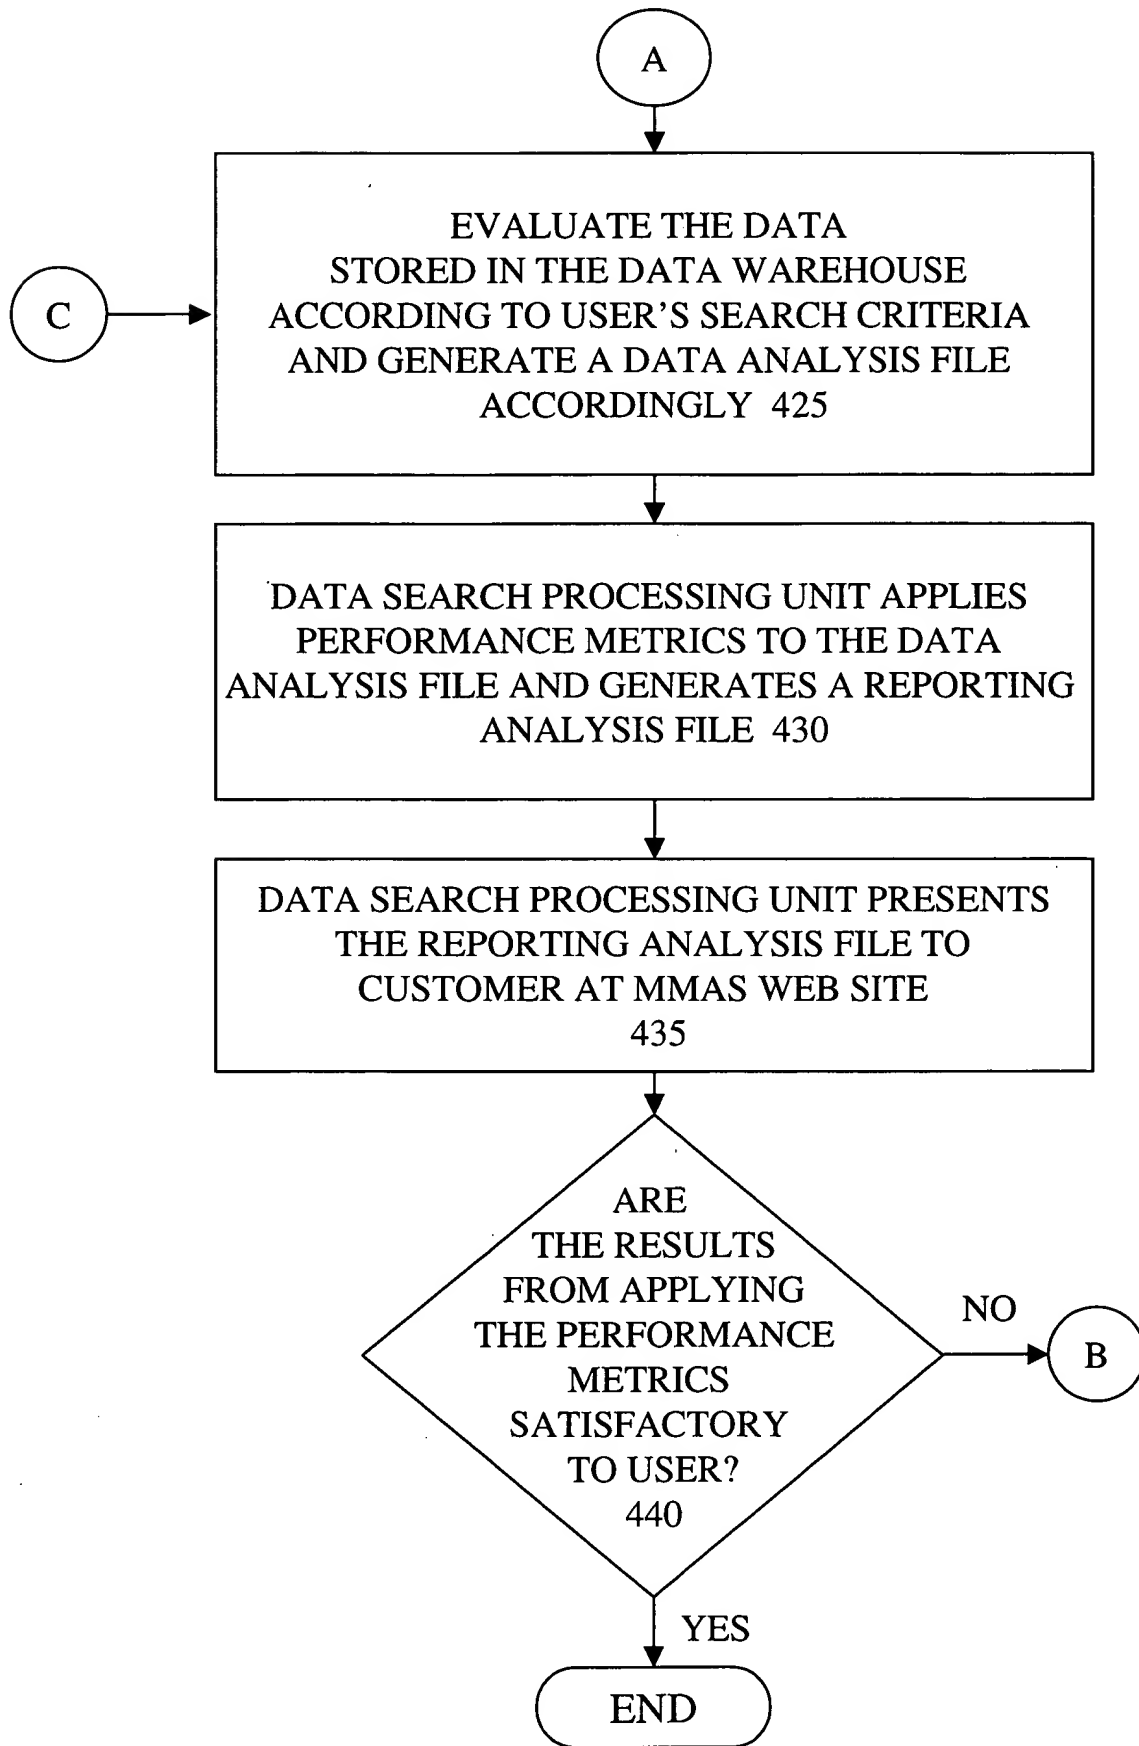 A
EVALUATE THE DATA
STORED IN THE DATA WAREHOUSE
C
ACCORDING TO USER'S SEARCH CRITERIA
AND GENERATE A DATA ANALYSIS FILE
ACCORDINGLY 425
DATA SEARCH PROCESSING UNIT APPLIES
PERFORMANCE METRICS TO THE DATA
ANALYSIS FILE AND GENERATES A REPORTING
ANALYSIS FILE 430
DATA SEARCH PROCESSING UNIT PRESENTS
THE REPORTING ANALYSIS FILE TO
CUSTOMER AT MMAS WEB SITE
435
ARE
THE RESULTS
FROM APPLYING
THE PERFORMANCE
METRICS
SATISFACTORY
TO USER?
440
NO
B
YES
END